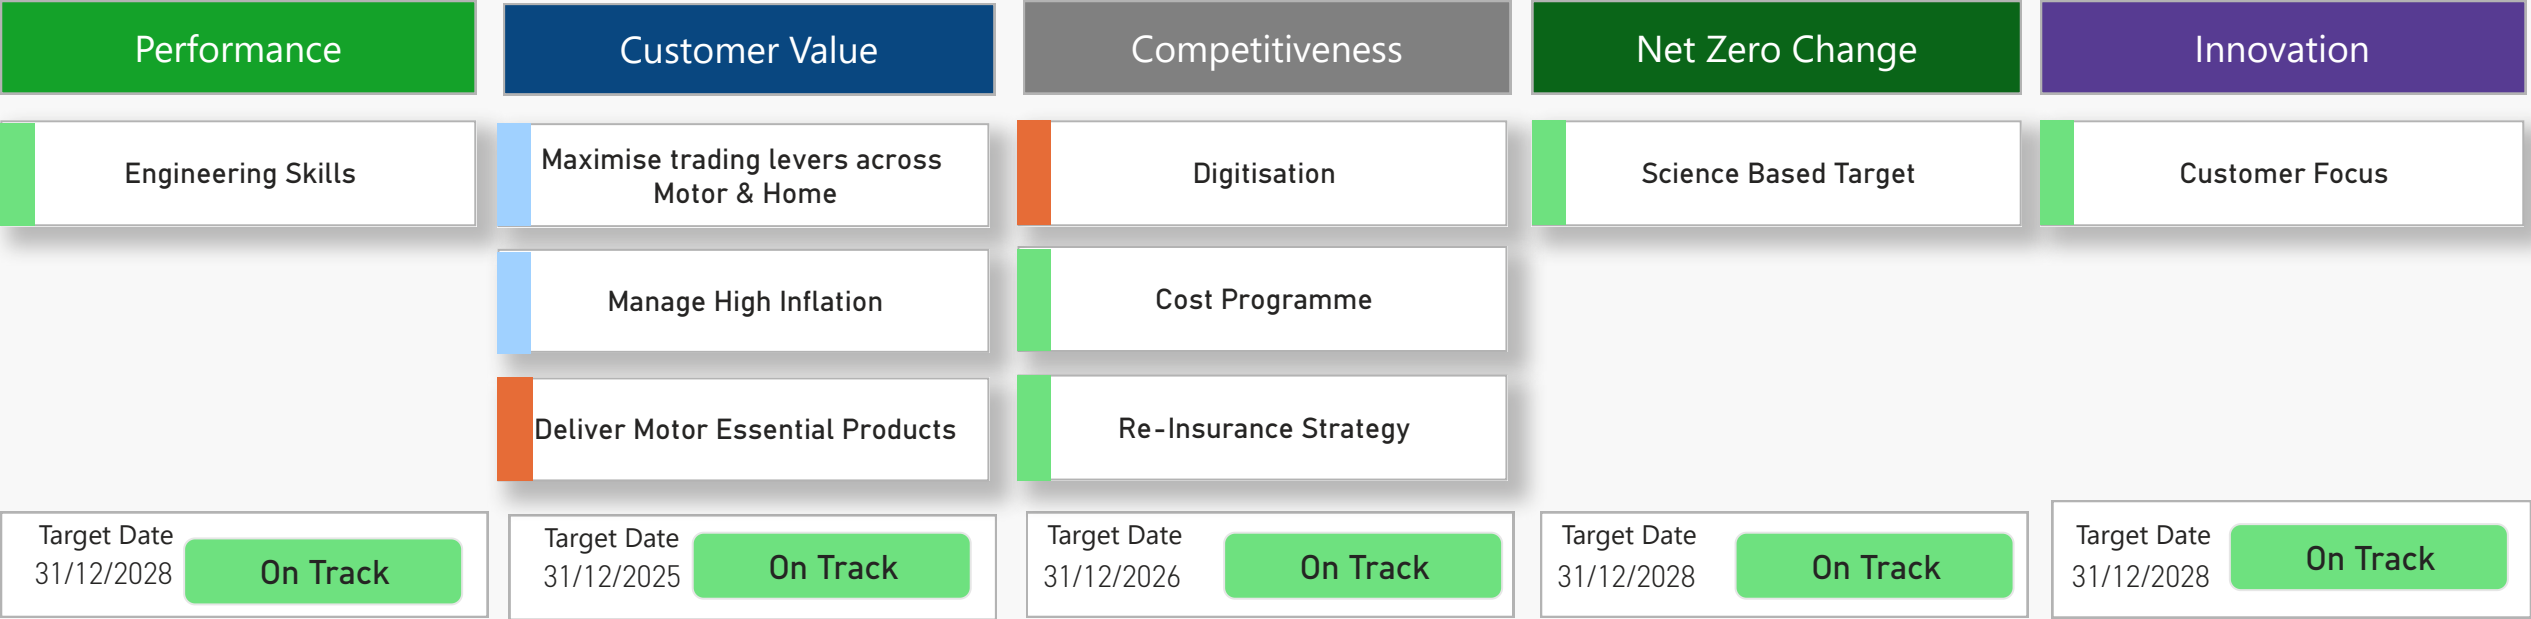 Performance
Customer Value
Competitiveness
Net Zero Change
Innovation
Engineering Skills
Maximise trading levers across
Motor & Home
Digitisation
Science Based Target
Customer Focus
Manage High Inflation
Cost Programme
Deliver Motor Essential Products
Re-Insurance Strategy
Target Date
31/12/2028
On Track
Target Date
31/12/2025
On Track
Target Date
31/12/2026
On Track
Target Date
31/12/2028
On Track
Target Date
31/12/2028
On Track